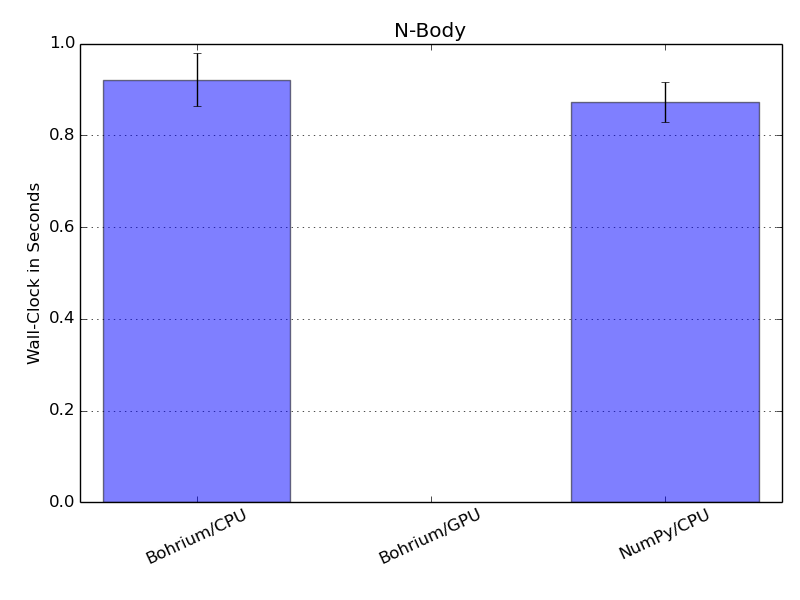 N-Body
Wall-Clock in Seconds
1.0
0.8
0.6
0.4
0.2
0.0
Bohrium/CPU
Bohrium/GPU
NumPy/CPU